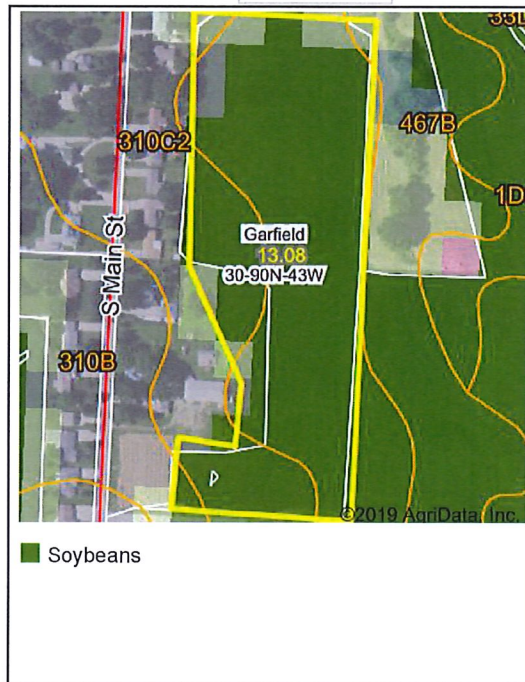 33D
310C2
467B
1D
S Main St
Garfield
13.08
30-90N-43W
310B
©2019 AgriData, Inc.
Soybeans